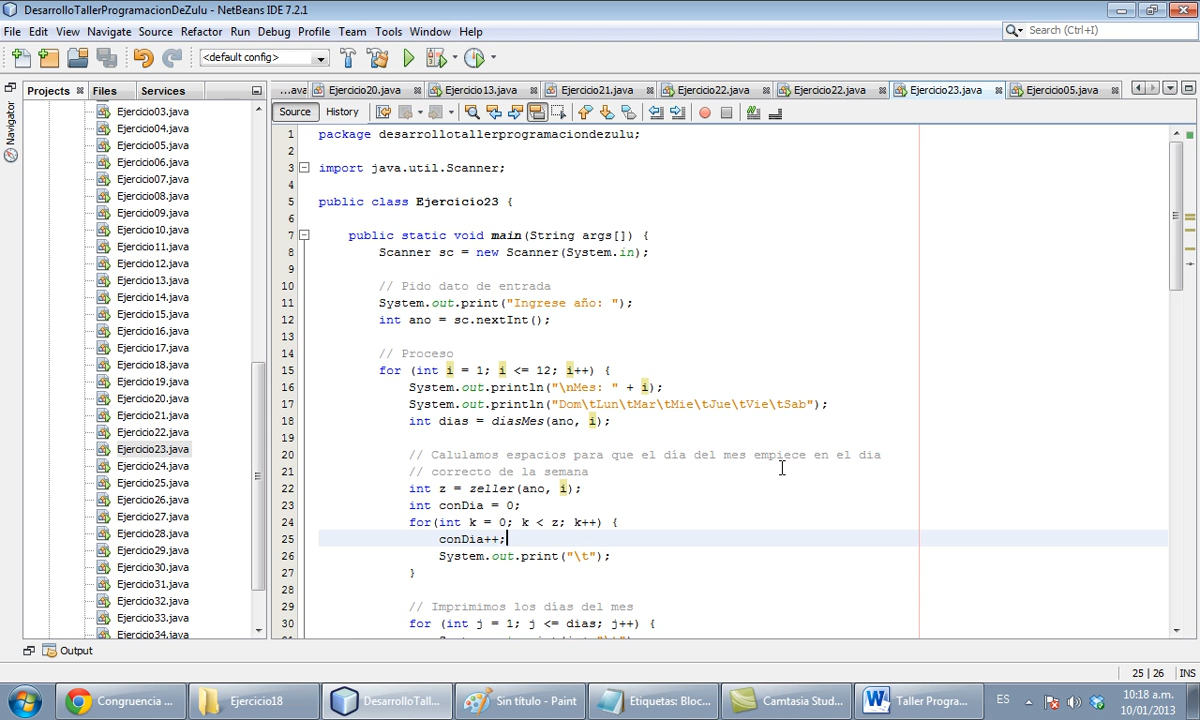 DesarrolloTallerProgramacionDeZulu - NetBeans IDE 7.2.1
File Edit View Navigate Source Refactor Run Debug Profile Team Tools Window Help
Search (Ctrl+I)
<default config>
Projects Files Services
...ava Ejercicio20.java Ejercicio13.java Ejercicio21.java Ejercicio22.java Ejercicio22.java Ejercicio23.java Ejercicio05.java
Source History
Navigator
Ejercicio03.java
Ejercicio04.java
Ejercicio05.java
Ejercicio06.java
Ejercicio07.java
Ejercicio08.java
Ejercicio09.java
Ejercicio10.java
Ejercicio11.java
Ejercicio12.java
Ejercicio13.java
Ejercicio14.java
Ejercicio15.java
Ejercicio16.java
Ejercicio17.java
Ejercicio18.java
Ejercicio19.java
Ejercicio20.java
Ejercicio21.java
Ejercicio22.java
Ejercicio23.java
Ejercicio24.java
Ejercicio25.java
Ejercicio26.java
Ejercicio27.java
Ejercicio28.java
Ejercicio29.java
Ejercicio30.java
Ejercicio31.java
Ejercicio32.java
Ejercicio33.java
Ejercicio34.java
1 package desarrollotallerprogramaciondezulu;
2
3 import java.util.Scanner;
4
5 public class Ejercicio23 {
6
7 public static void main(String args[]) {
8 Scanner sc = new Scanner(System.in);
9
10 // Pido dato de entrada
11 System.out.print("Ingrese año: ");
12 int ano = sc.nextInt();
13
14 // Proceso
15 for (int i = 1; i <= 12; i++) {
16 System.out.println("\nMes: " + i);
17 System.out.println("Dom\tLun\tMar\tMie\tJue\tVie\tSab");
18 int dias = diasMes(ano, i);
19
20 // Calulamos espacios para que el día del mes empiece en el dia
21 // correcto de la semana
22 int z = zeller(ano, i);
23 int conDia = 0;
24 for(int k = 0; k < z; k++) {
25 conDia++;
26 System.out.print("\t");
27 }
28
29 // Imprimimos los días del mes
30 for (int j = 1; j <= dias; j++) {
Output
25 | 26 INS
Congruencia ...
Ejercicio18
DesarrolloTall...
Sin título - Paint
Etiquetas: Bloc...
Camtasia Stud...
Taller Progra...
ES
10:18 a.m.
10/01/2013